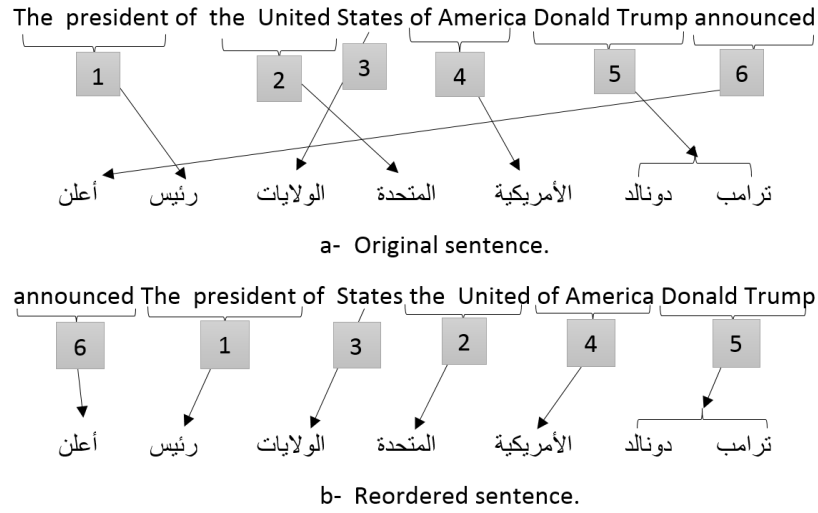 The president of the United States of America Donald Trump announced
1 2 3 4 5 6
أعلن رئيس الولايات المتحدة الأمريكية دونالد ترامب
a- Original sentence.
announced The president of States the United of America Donald Trump
6 1 3 2 4 5
أعلن رئيس الولايات المتحدة الأمريكية دونالد ترامب
b- Reordered sentence.